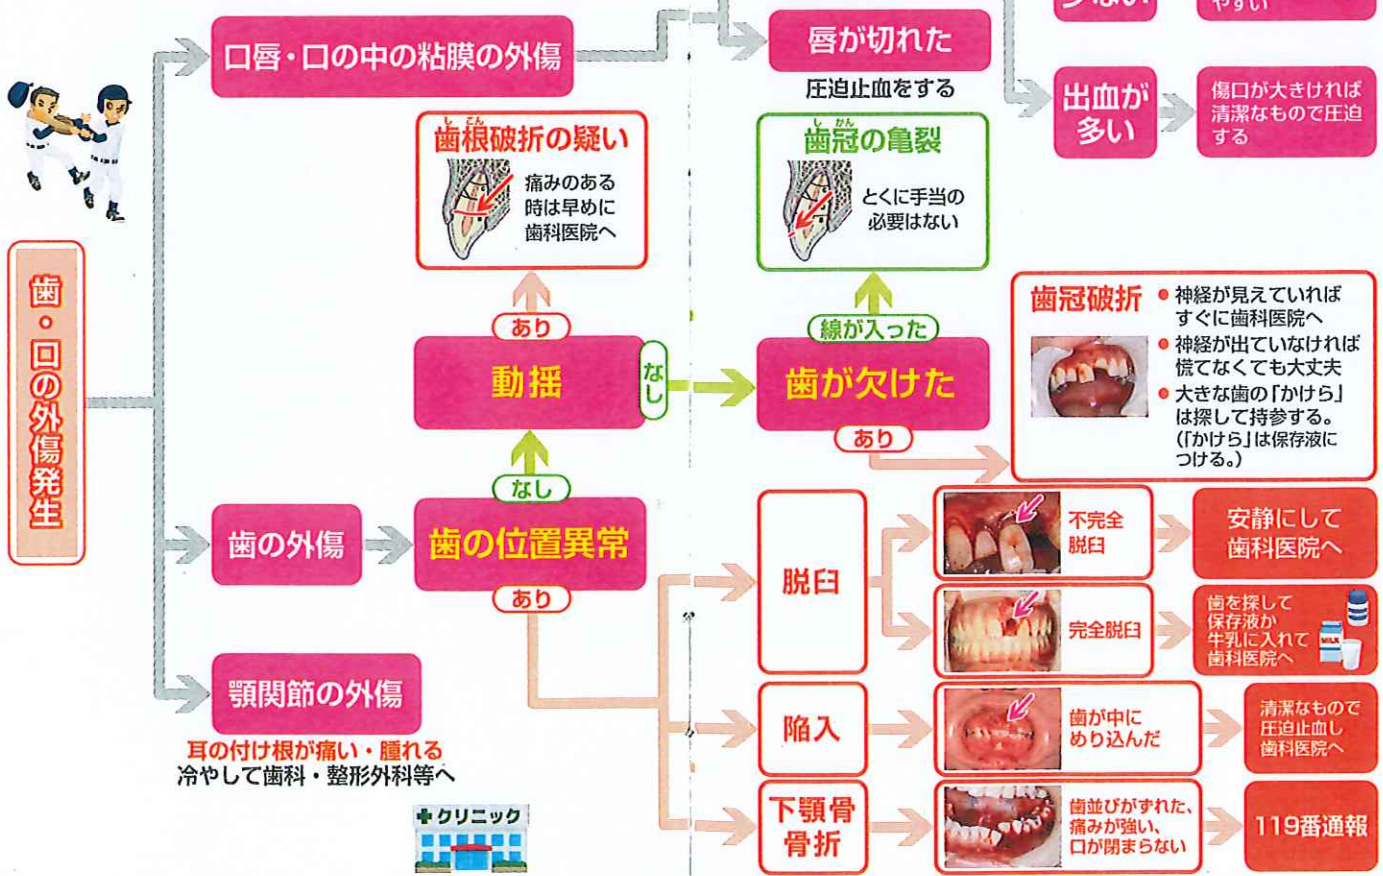 少ない
やすい
口唇・口の中の粘膜の外傷
唇が切れた
圧迫止血をする
出血が
多い
傷口が大きければ
清潔なもので圧迫
する
しこん
歯根破折の疑い
痛みのある
時は早めに
歯科医院へ
しかん
歯冠の亀裂
とくに手当の
必要はない
歯・口の外傷発生
あり
動揺
なし
線が入った
歯が欠けた
あり
歯冠破折
●神経が見えていれば
すぐに歯科医院へ
●神経が出ていなければ
慌てなくても大丈夫
●大きな歯の「かけら」
は探して持参する。
(「かけら」は保存液に
つける。)
なし
歯の外傷
歯の位置異常
あり
脱臼
不完全
脱臼
安静にして
歯科医院へ
完全脱臼
歯を探して
保存液か
牛乳に入れて
歯科医院へ
MILK
顎関節の外傷
耳の付け根が痛い・腫れる
冷やして歯科・整形外科等へ
陥入
歯が中に
めり込んだ
清潔なもので
圧迫止血し
歯科医院へ
クリニック
下顎骨
骨折
歯並びがずれた、
痛みが強い、
口が閉まらない
119番通報